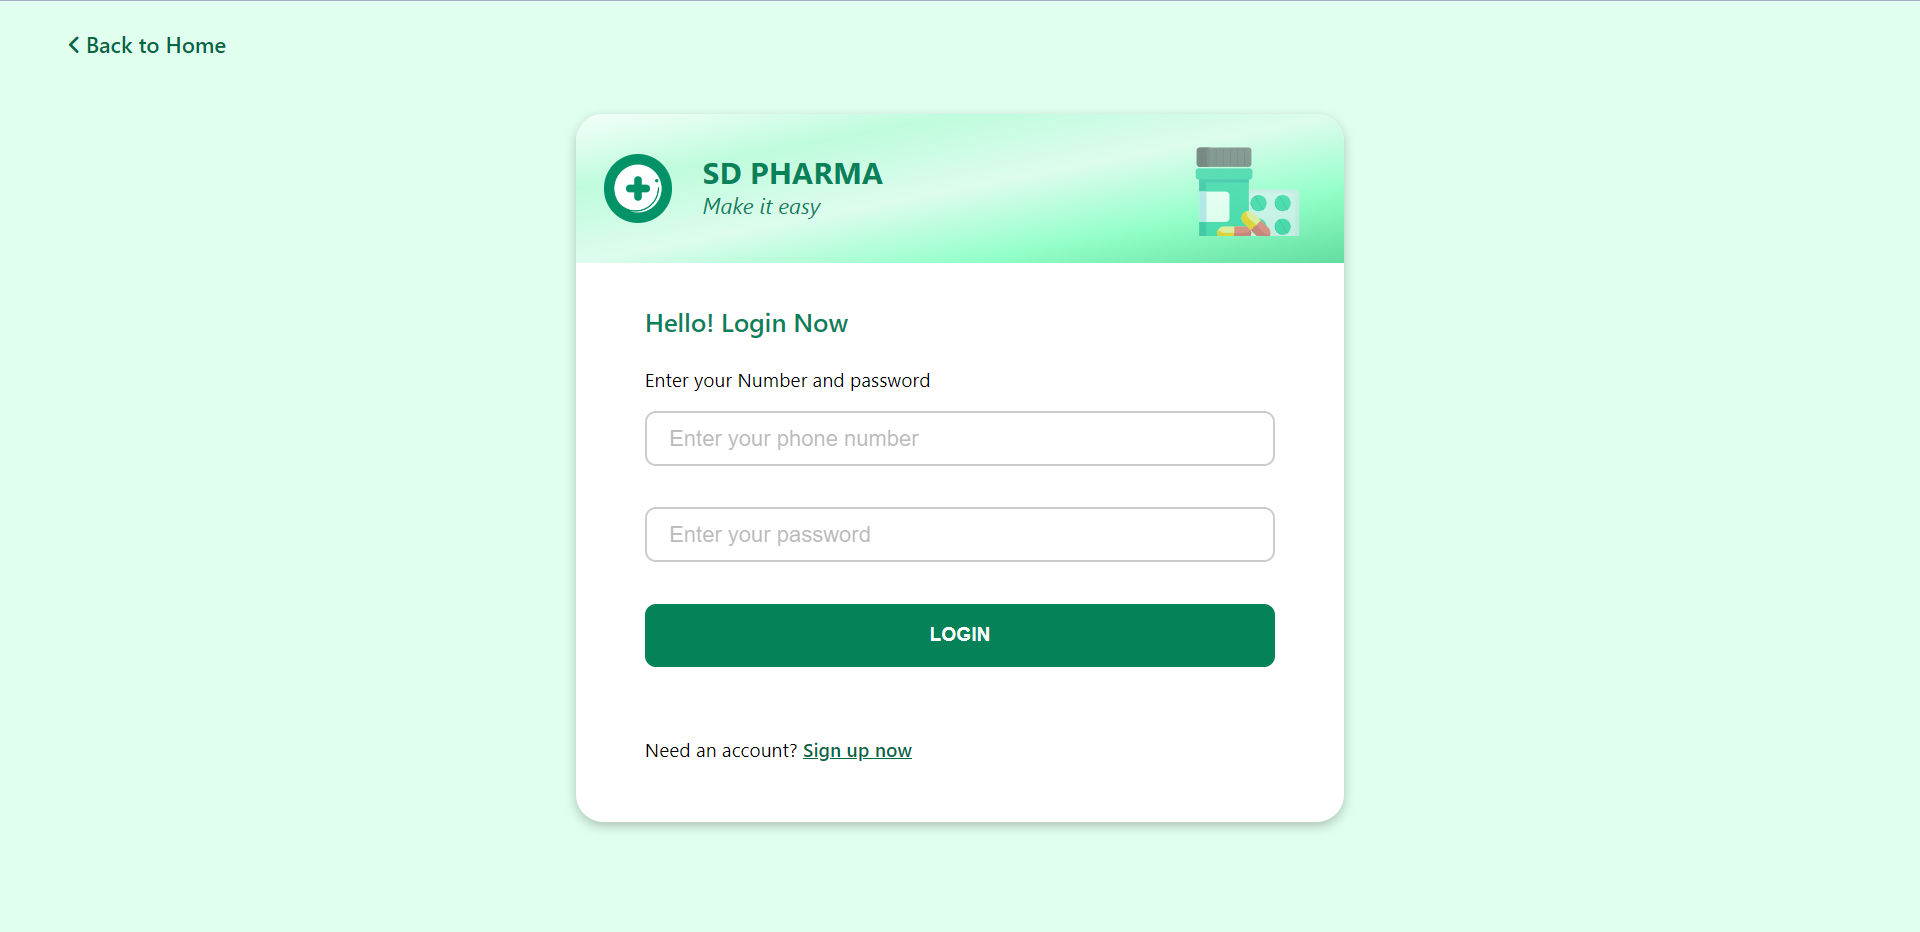 Back to Home
SD PHARMA
Make it easy
Hello! Login Now
Enter your Number and password
Enter your phone number
Enter your password
LOGIN
Need an account? Sign up now